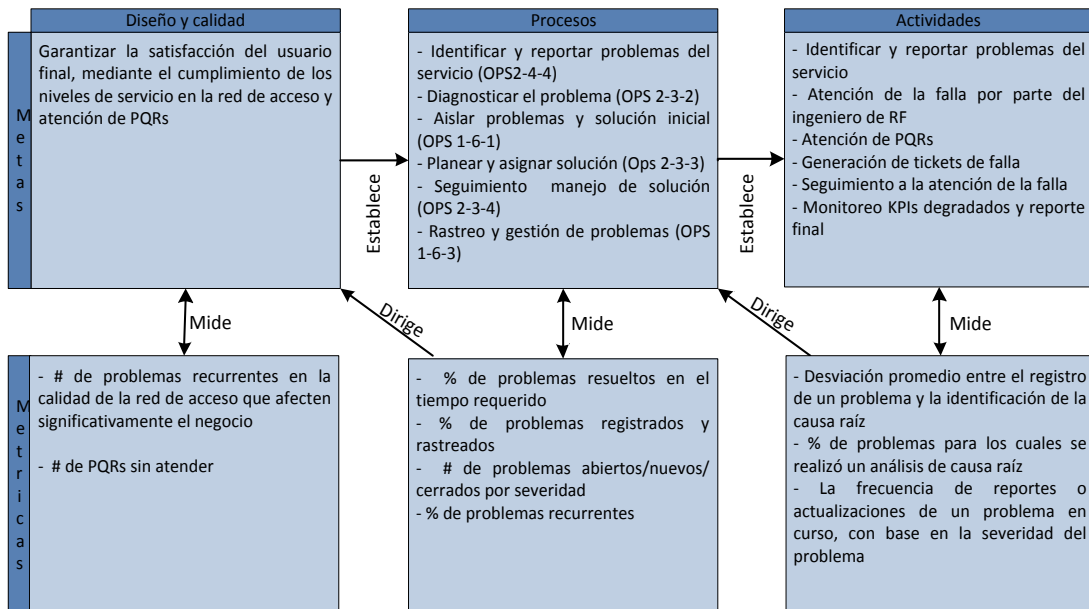 Diseño y calidad
Procesos
Actividades
Metas
Garantizar la satisfacción del usuario
final, mediante el cumplimiento de los
niveles de servicio en la red de acceso y
atención de PQRs
Establece
- Identificar y reportar problemas del
servicio (OPS2-4-4)
- Diagnosticar el problema (OPS 2-3-2)
- Aislar problemas y solución inicial
(OPS 1-6-1)
- Planear y asignar solución (Ops 2-3-3)
- Seguimiento manejo de solución
(OPS 2-3-4)
- Rastreo y gestión de problemas (OPS
1-6-3)
Establece
- Identificar y reportar problemas del
servicio
- Atención de la falla por parte del
ingeniero de RF
- Atención de PQRs
- Generación de tickets de falla
- Seguimiento a la atención de la falla
- Monitoreo KPIs degradados y reporte
final
Mide
Dirige
Mide
Dirige
Mide
Metricas
- # de problemas recurrentes en la
calidad de la red de acceso que afecten
significativamente el negocio
- # de PQRs sin atender
- % de problemas resueltos en el
tiempo requerido
- % de problemas registrados y
rastreados
- # de problemas abiertos/nuevos/
cerrados por severidad
- % de problemas recurrentes
- Desviación promedio entre el registro
de un problema y la identificación de la
causa raíz
- % de problemas para los cuales se
realizó un análisis de causa raíz
- La frecuencia de reportes o
actualizaciones de un problema en
curso, con base en la severidad del
problema